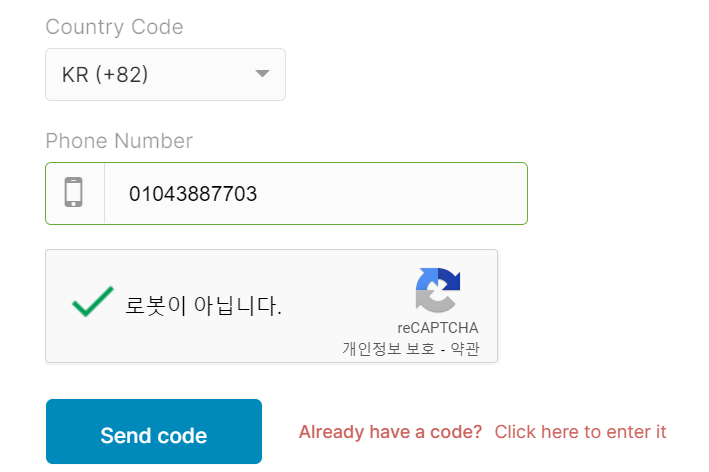 Country Code
KR (+82)
Phone Number
01043887703
로봇이 아닙니다.
reCAPTCHA
개인정보 보호 - 약관
Send code
Already have a code? Click here to enter it